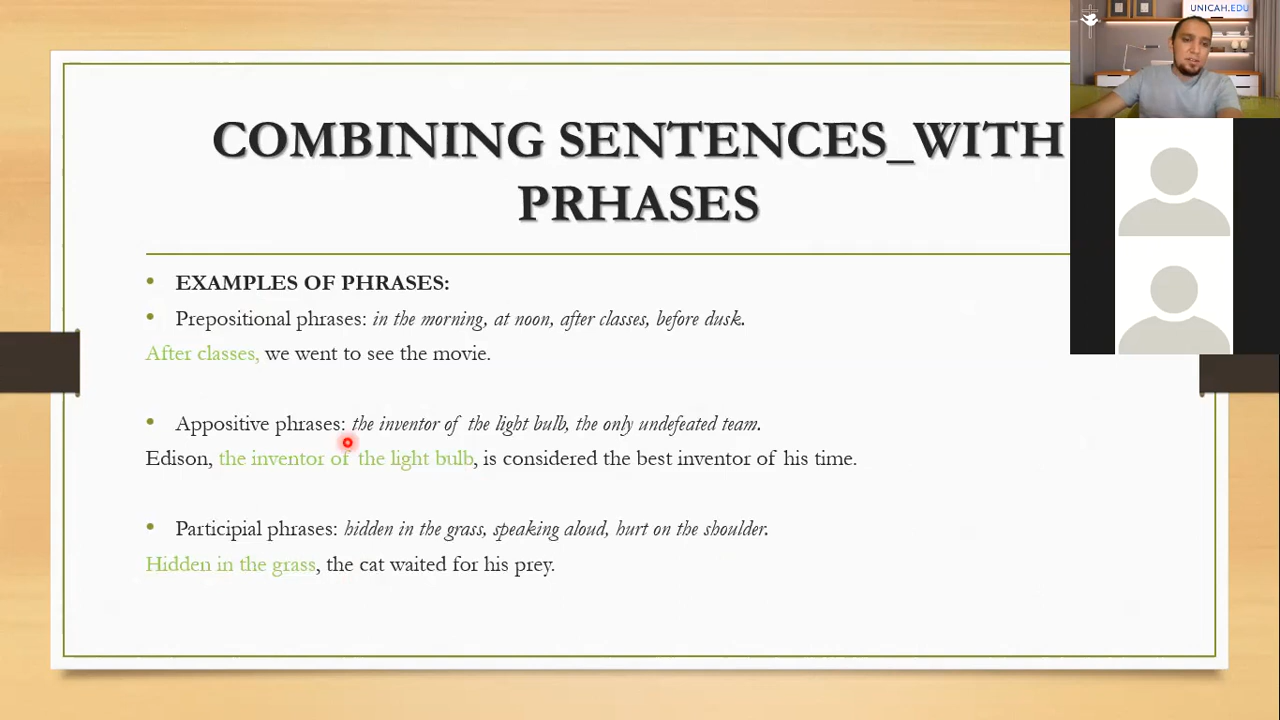 UNICAH.EDU
COMBINING SENTENCES_WITH
PRHASES
• EXAMPLES OF PHRASES:
• Prepositional phrases: in the morning, at noon, after classes, before dusk.
After classes, we went to see the movie.
• Appositive phrases: the inventor of the light bulb, the only undefeated team.
Edison, the inventor of the light bulb, is considered the best inventor of his time.
• Participial phrases: hidden in the grass, speaking aloud, hurt on the shoulder.
Hidden in the grass, the cat waited for his prey.